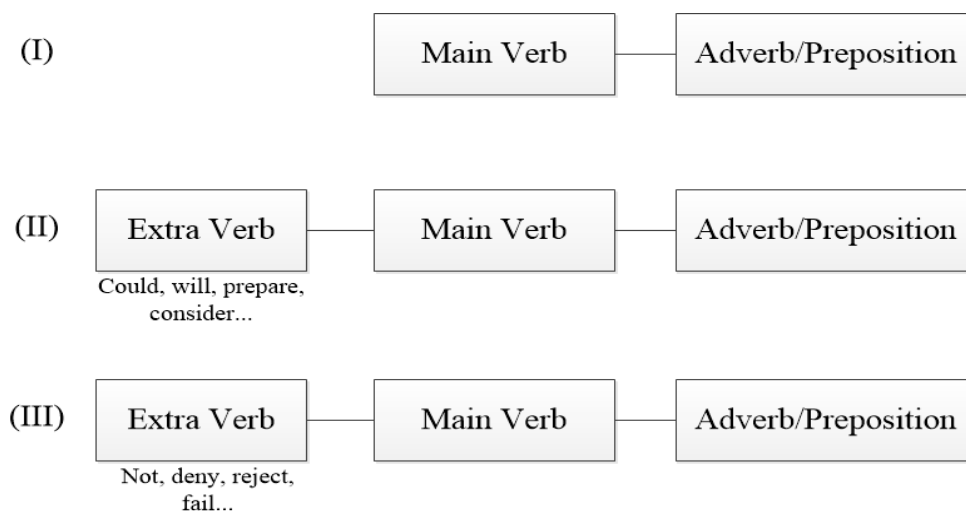 (I) Main Verb Adverb/Preposition
(II) Extra Verb Main Verb Adverb/Preposition
Could, will, prepare,
consider...
(III) Extra Verb Main Verb Adverb/Preposition
Not, deny, reject,
fail...